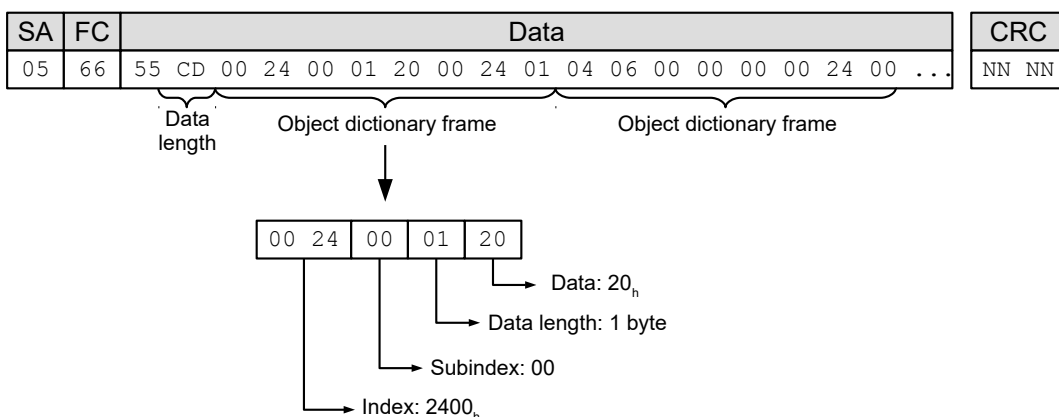 SA FC Data CRC
05 66 55 CD 00 24 00 01 20 00 24 01 04 06 00 00 00 00 24 00 ... NN NN
Data length
Object dictionary frame
Object dictionary frame
00 24 00 01 20
Data: 20h
Data length: 1 byte
Subindex: 00
Index: 2400h